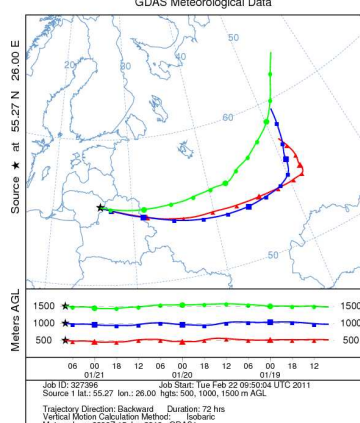 GDAS Meteorological Data
Source ★ at 55.27 N 26.00 E
20
30
40
50
60
50
Meters AGL
1500
1000
500
1500
1000
500
06 00 18 12 06 00 18 12 06 00 18 12
01/21 01/20 01/19
Job ID: 327396 Job Start: Tue Feb 22 09:50:04 UTC 2011
Source 1 lat.: 55.27 lon.: 26.00 hgts: 500, 1000, 1500 m AGL
Trajectory Direction: Backward Duration: 72 hrs
Vertical Motion Calculation Method: Isobaric